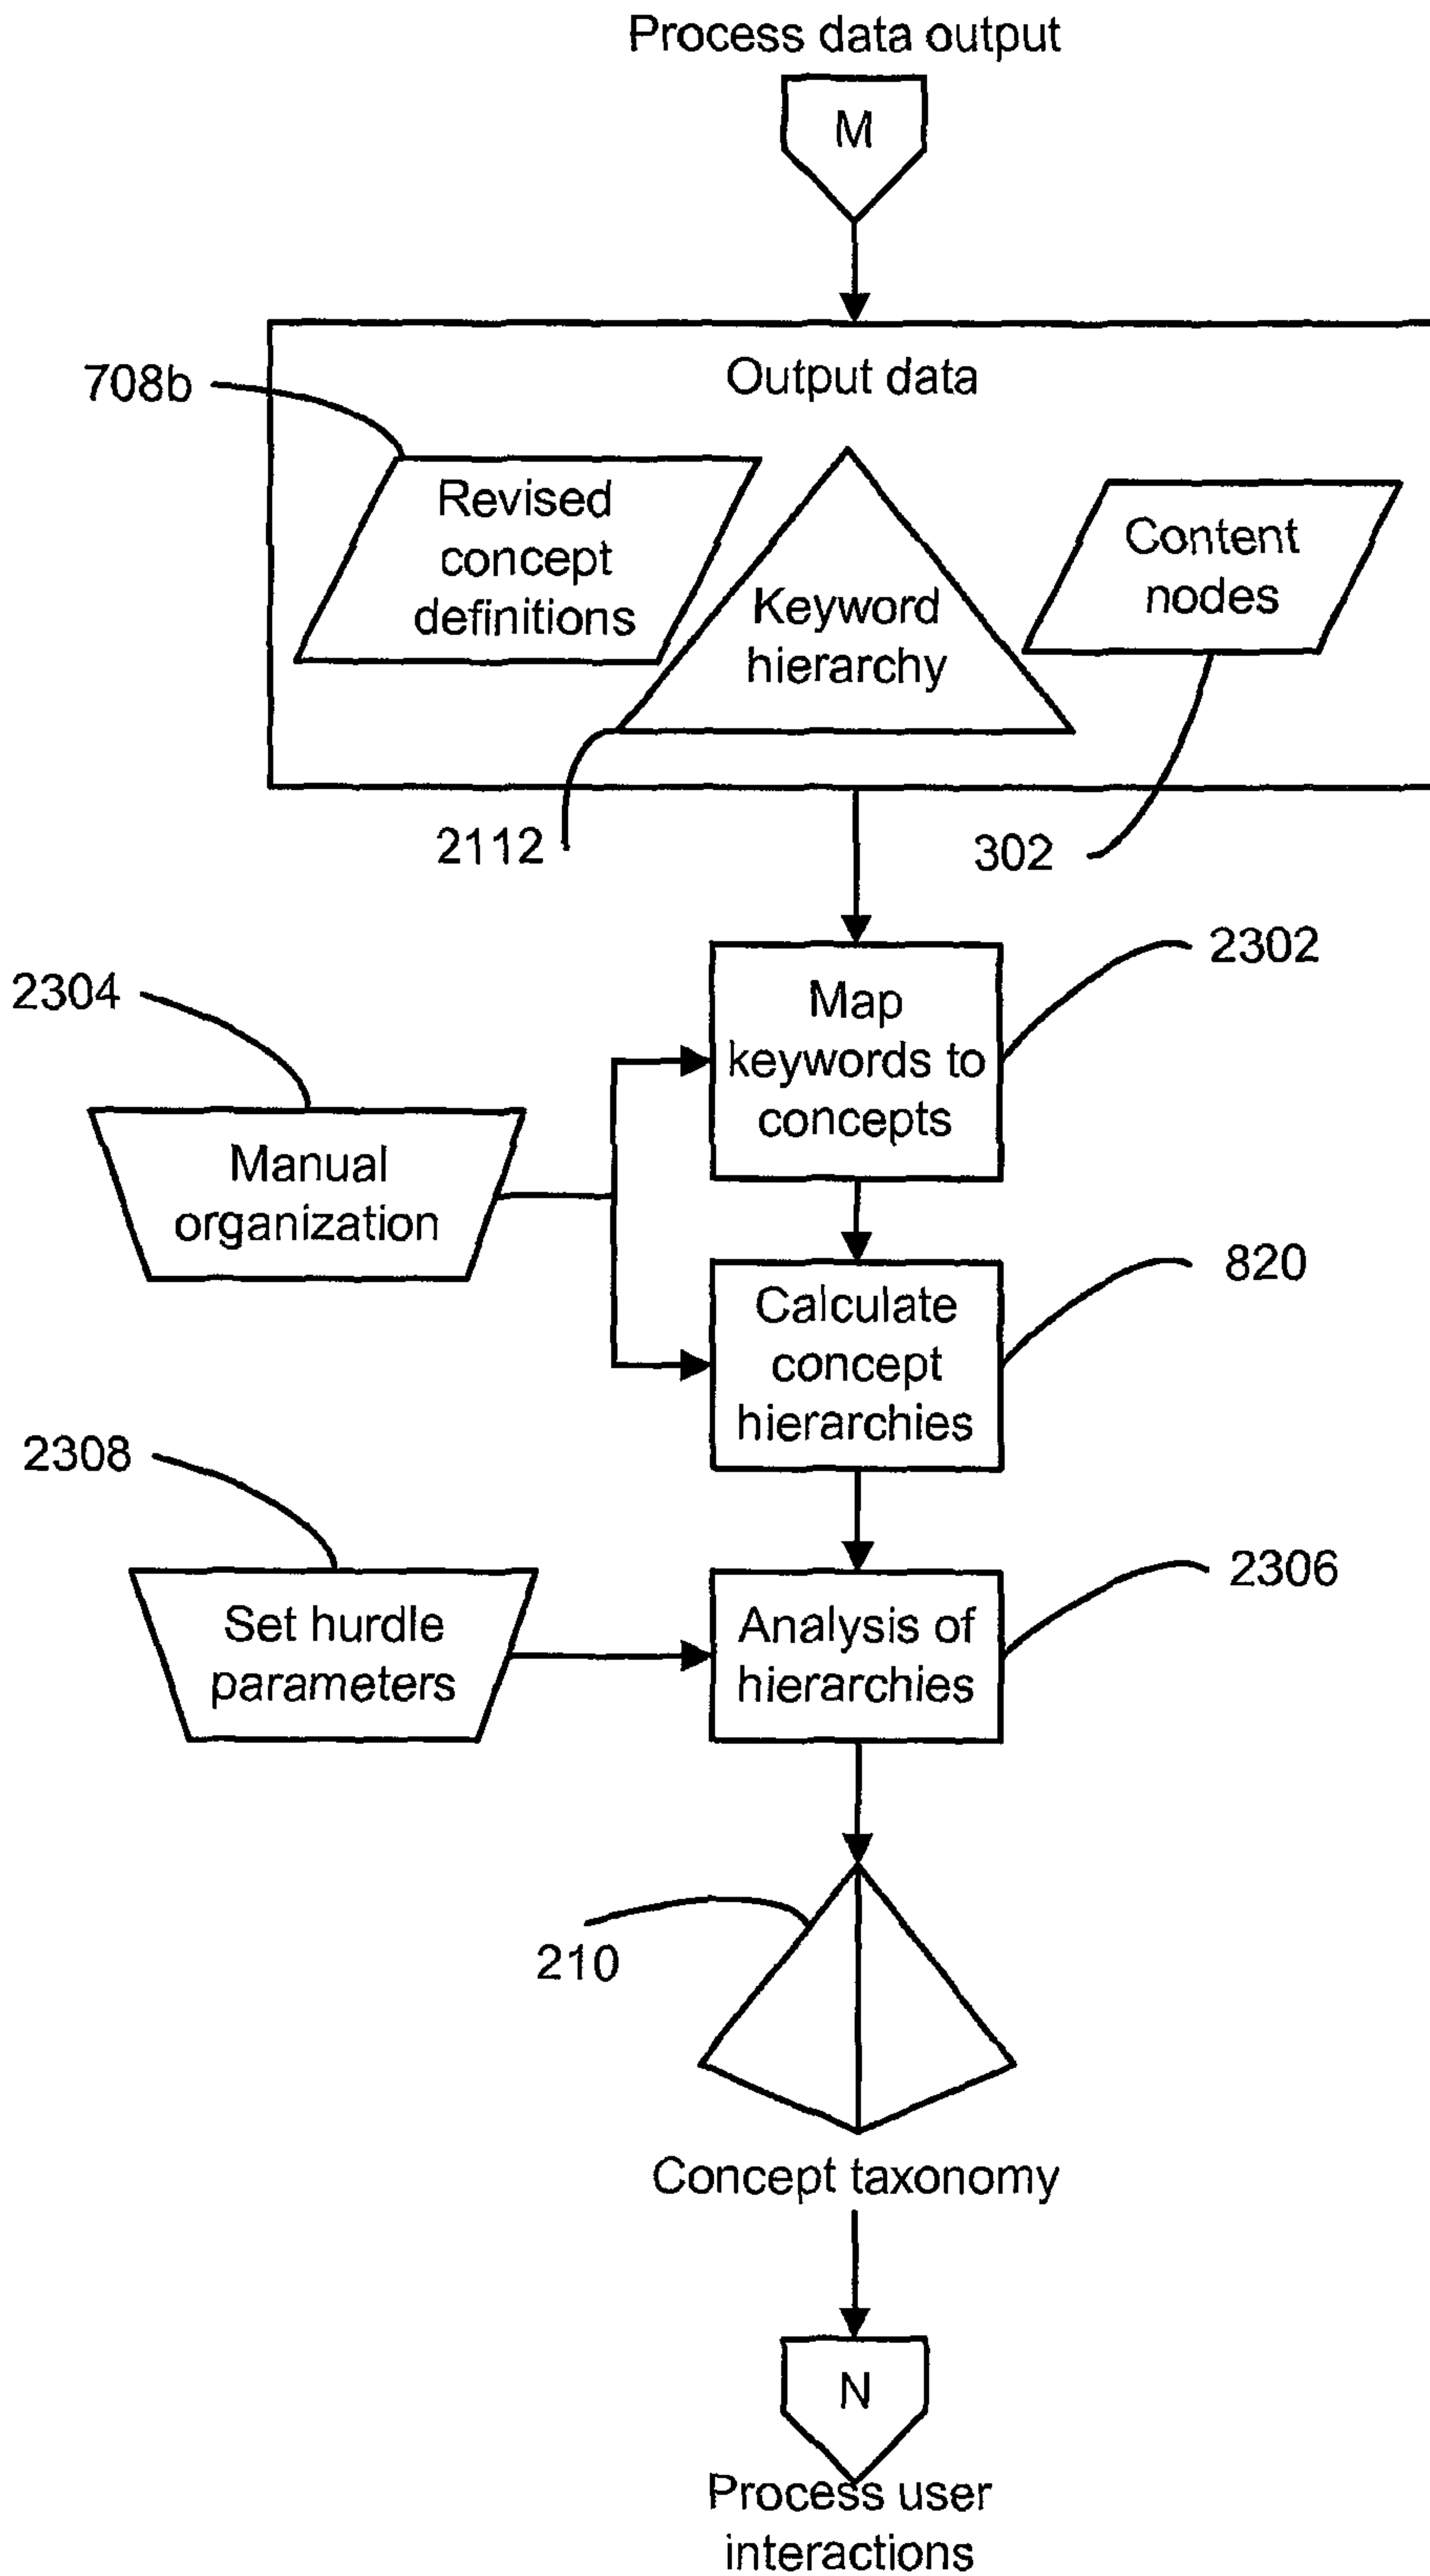 Process data output
M
Output data
708b
Revised
concept
definitions
Keyword
hierarchy
Content
nodes
2112
302
2302
2304
Map
keywords to
concepts
Manual
organization
820
Calculate
concept
hierarchies
2308
2306
Set hurdle
parameters
Analysis of
hierarchies
210
Concept taxonomy
N
Process user
interactions